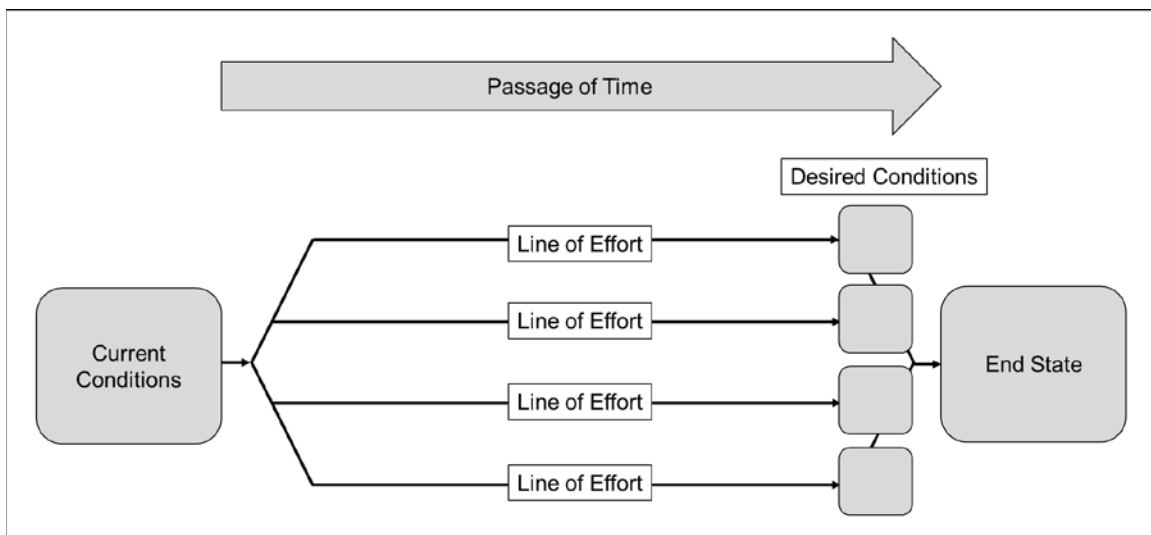 Passage of Time
Desired Conditions
Line of Effort
Line of Effort
Current
Conditions
End State
Line of Effort
Line of Effort